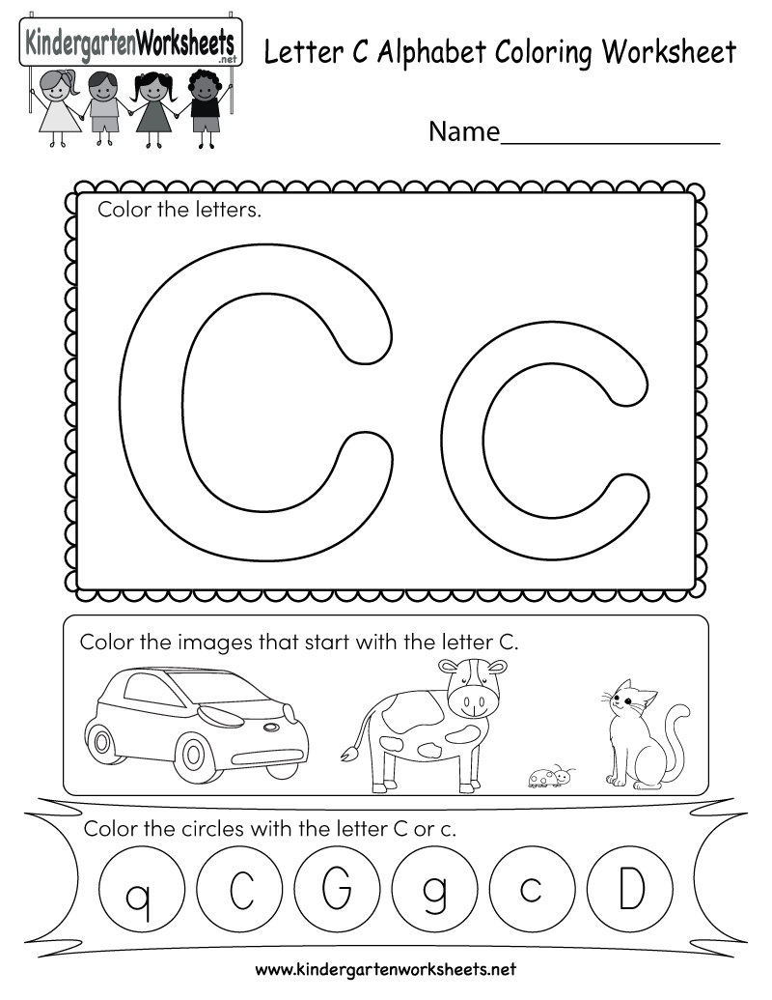 KindergartenWorksheets
.net
Letter C Alphabet Coloring Worksheet
Name_______________
Color the letters.
C c
Color the images that start with the letter C.
Color the circles with the letter C or c.
q C G g c D
www.kindergartenworksheets.net